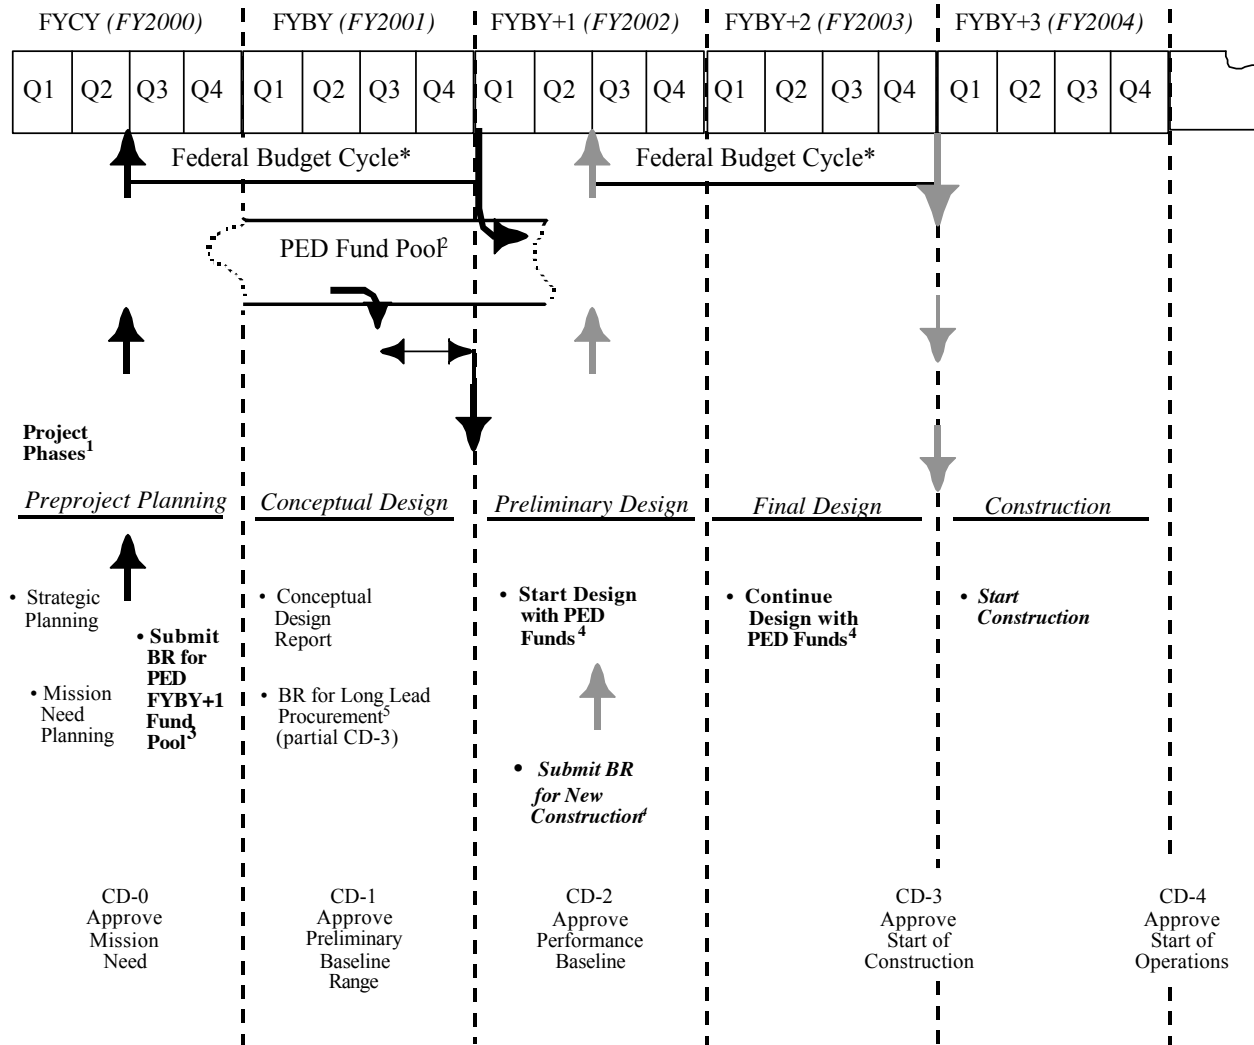 FYCY (FY2000) FYBY (FY2001) FYBY+1 (FY2002) FYBY+2 (FY2003) FYBY+3 (FY2004)
Q1 Q2 Q3 Q4 Q1 Q2 Q3 Q4 Q1 Q2 Q3 Q4 Q1 Q2 Q3 Q4 Q1 Q2 Q3 Q4
Federal Budget Cycle* Federal Budget Cycle*
PED Fund Pool2
Project
Phases1
Preproject Planning Conceptual Design Preliminary Design Final Design Construction
• Strategic
Planning
• Submit
BR for
PED
FYBY+1
Fund
Pool3
• Mission
Need
Planning
• Conceptual
Design
Report
• BR for Long Lead
Procurement5
(partial CD-3)
• Start Design
with PED
Funds4
• Submit BR
for New
Construction4
• Continue
Design with
PED Funds4
• Start
Construction
CD-0
Approve
Mission
Need
CD-1
Approve
Preliminary
Baseline
Range
CD-2
Approve
Performance
Baseline
CD-3
Approve
Start of
Construction
CD-4
Approve
Start of
Operations